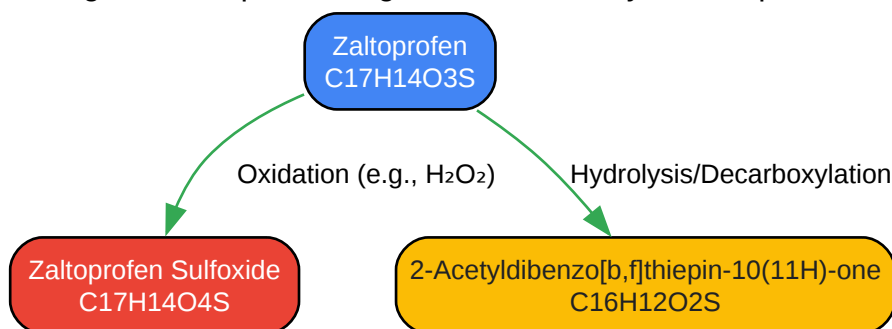 Zaltoprofen
C17H14O3S
Oxidation (e.g., H₂O₂)
Hydrolysis/Decarboxylation
Zaltoprofen Sulfoxide
C17H14O4S
2-Acetyldibenzo[b,f]thiepin-10(11H)-one
C16H12O2S